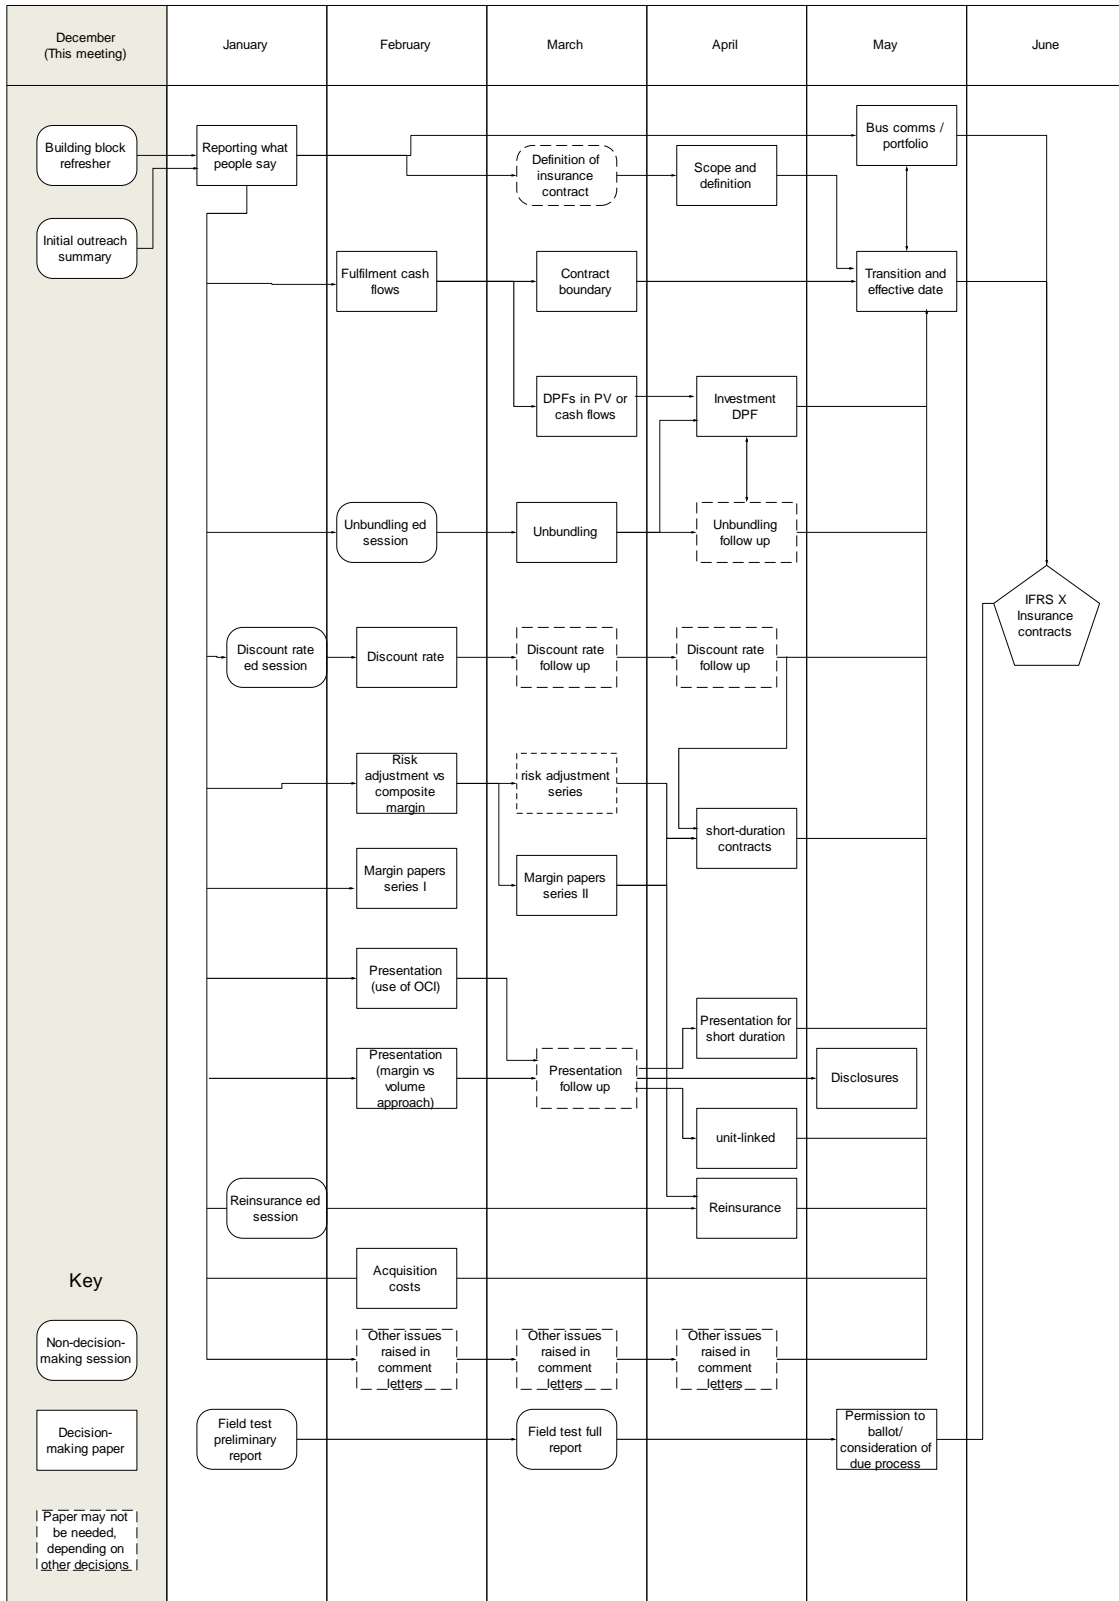 December
(This meeting)
January
February
March
April
May
June
Building block
refresher
Reporting what
people say
Definition of
insurance
contract
Scope and
definition
Bus comms /
portfolio
Initial outreach
summary
Fulfilment cash
flows
Contract
boundary
Transition and
effective date
DPFs in PV or
cash flows
Investment
DPF
Unbundling ed
session
Unbundling
Unbundling
follow up
IFRS X
Insurance
contracts
Discount rate
ed session
Discount rate
Discount rate
follow up
Discount rate
follow up
Risk
adjustment vs
composite
margin
risk adjustment
series
short-duration
contracts
Margin papers
series I
Margin papers
series II
Presentation
(use of OCI)
Presentation for
short duration
Presentation
(margin vs
volume
approach)
Presentation
follow up
Disclosures
unit-linked
Reinsurance ed
session
Reinsurance
Acquisition
costs
Other issues
raised in
comment
letters
Other issues
raised in
comment
letters
Other issues
raised in
comment
letters
Field test
preliminary
report
Field test full
report
Permission to
ballot/
consideration of
due process
Key
Non-decision-
making session
Decision-
making paper
Paper may not
be needed,
depending on
other decisions